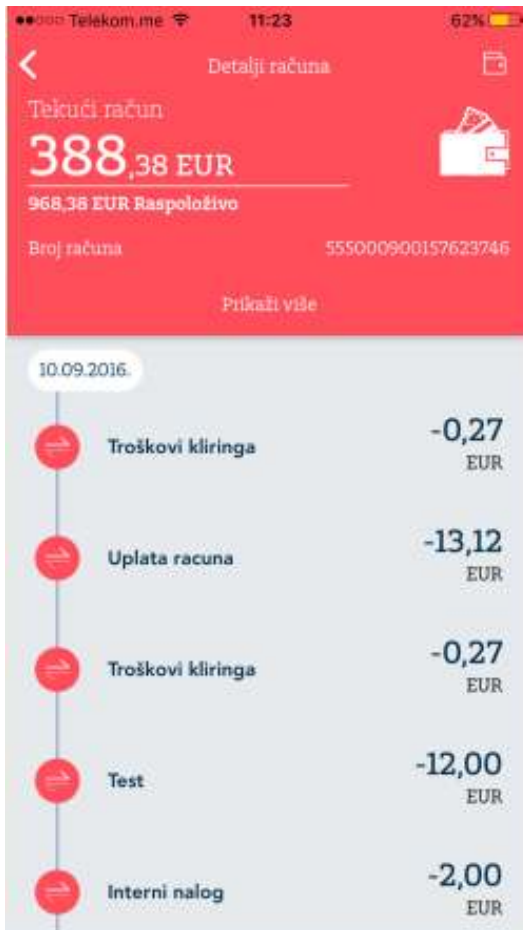 Telekom.me 11:23 62%
Detalji računa
Tekući račun
388,38 EUR
968,38 EUR Raspoloživo
Broj računa 555000900157623746
Prikaži više
10.09.2016.
Troškovi kliringa -0,27
EUR
Uplata racuna -13,12
EUR
Troškovi kliringa -0,27
EUR
Test -12,00
EUR
Interni nalog -2,00
EUR